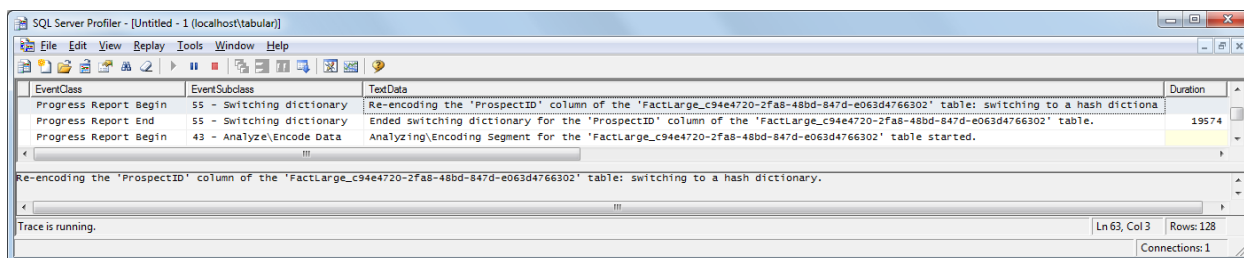 SQL Server Profiler - [Untitled - 1 (localhost\tabular)]
File Edit View Replay Tools Window Help
EventClass EventSubclass TextData Duration
Progress Report Begin 55 - Switching dictionary Re-encoding the 'ProspectID' column of the 'FactLarge_c94e4720-2fa8-48bd-847d-e063d4766302' table: switching to a hash dictiona
Progress Report End 55 - Switching dictionary Ended switching dictionary for the 'ProspectID' column of the 'FactLarge_c94e4720-2fa8-48bd-847d-e063d4766302' table. 19574
Progress Report Begin 43 - Analyze\Encode Data Analyzing\Encoding Segment for the 'FactLarge_c94e4720-2fa8-48bd-847d-e063d4766302' table started.
Re-encoding the 'ProspectID' column of the 'FactLarge_c94e4720-2fa8-48bd-847d-e063d4766302' table: switching to a hash dictionary.
Trace is running. Ln 63, Col 3 Rows: 128
Connections: 1